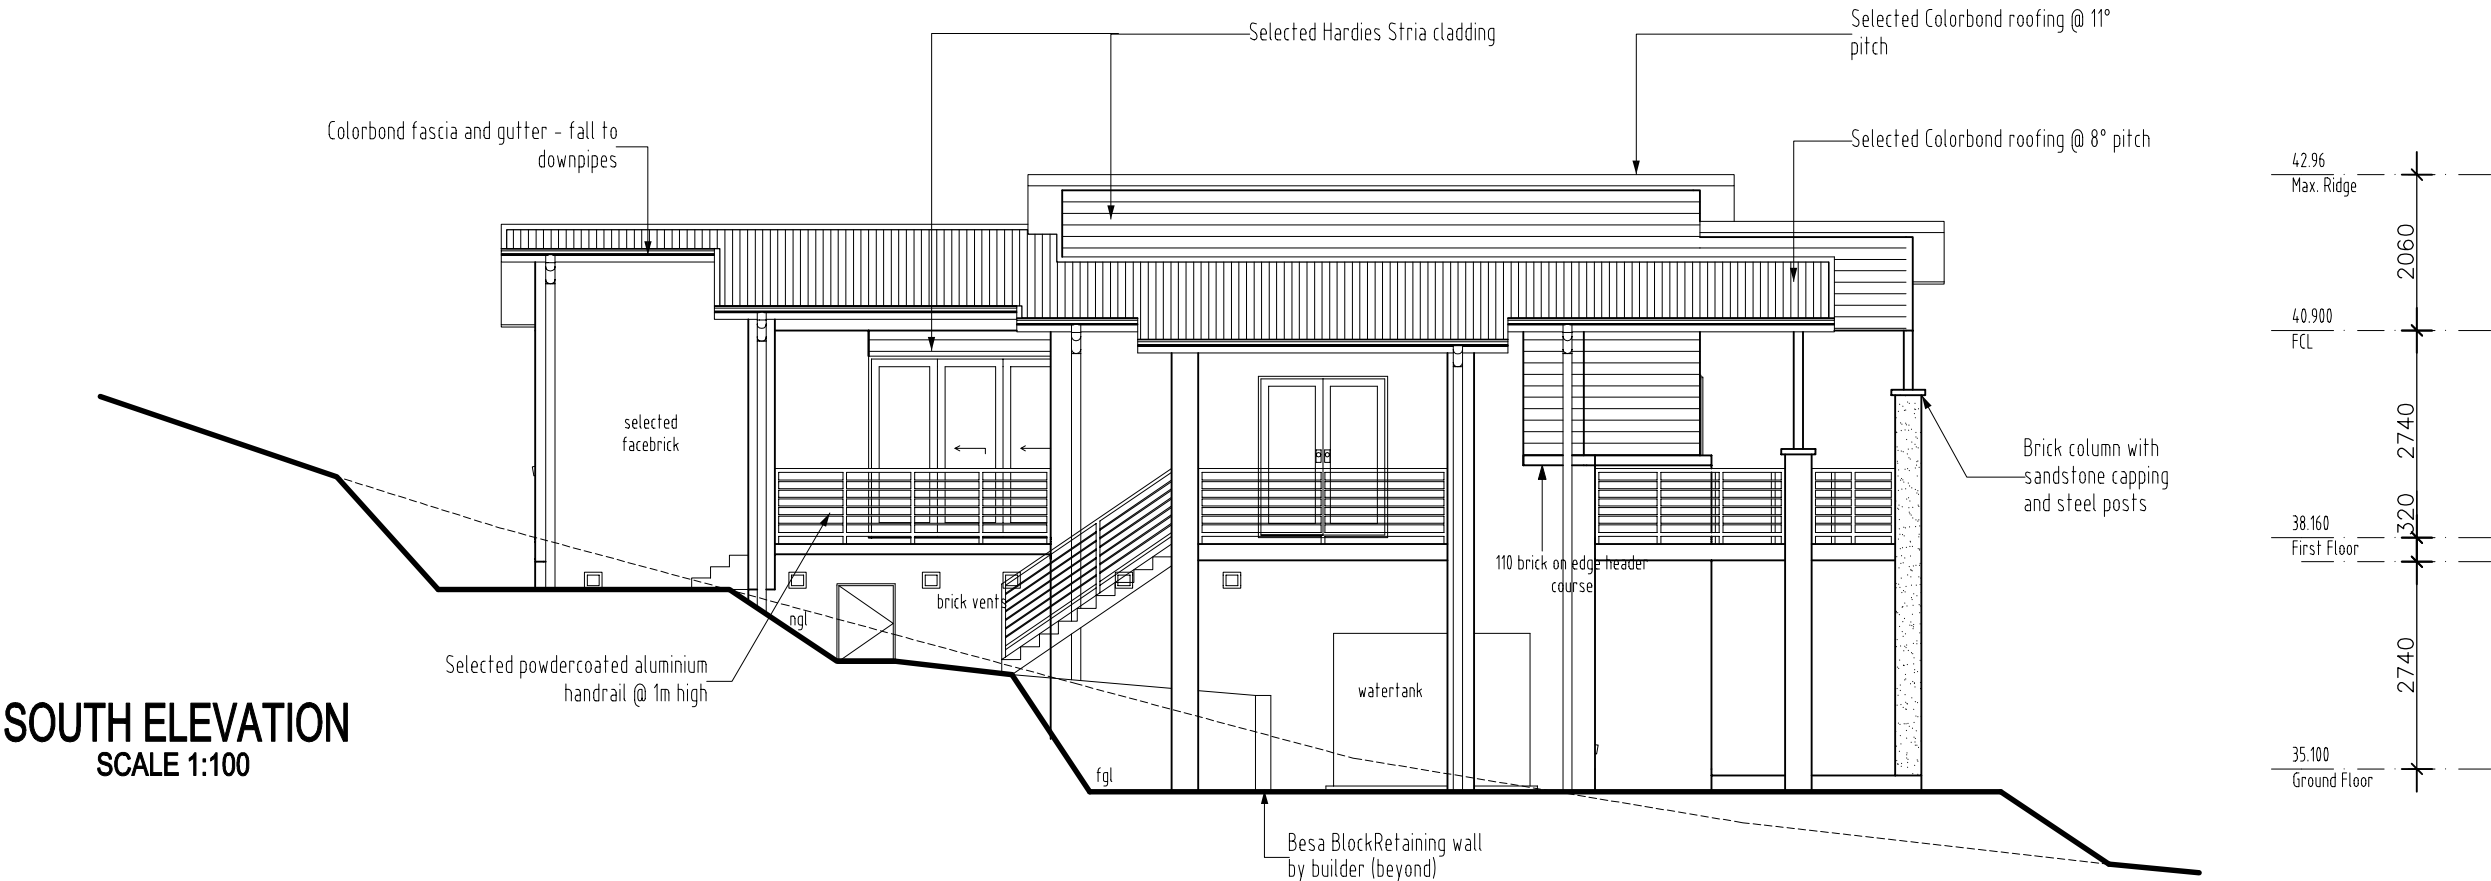 Selected Hardies Stria cladding
Selected Colorbond roofing @ 11°
pitch
Colorbond fascia and gutter - fall to
downpipes
Selected Colorbond roofing @ 8° pitch
42.96
Max. Ridge
2060
40.900
FCL
selected
facebrick
2740
Brick column with
sandstone capping
and steel posts
320
38.160
First Floor
110 brick on edge header
course
brick vents
ngl
Selected powdercoated aluminium
handrail @ 1m high
watertank
2740
SOUTH ELEVATION
SCALE 1:100
fgl
35.100
Ground Floor
Besa BlockRetaining wall
by builder (beyond)